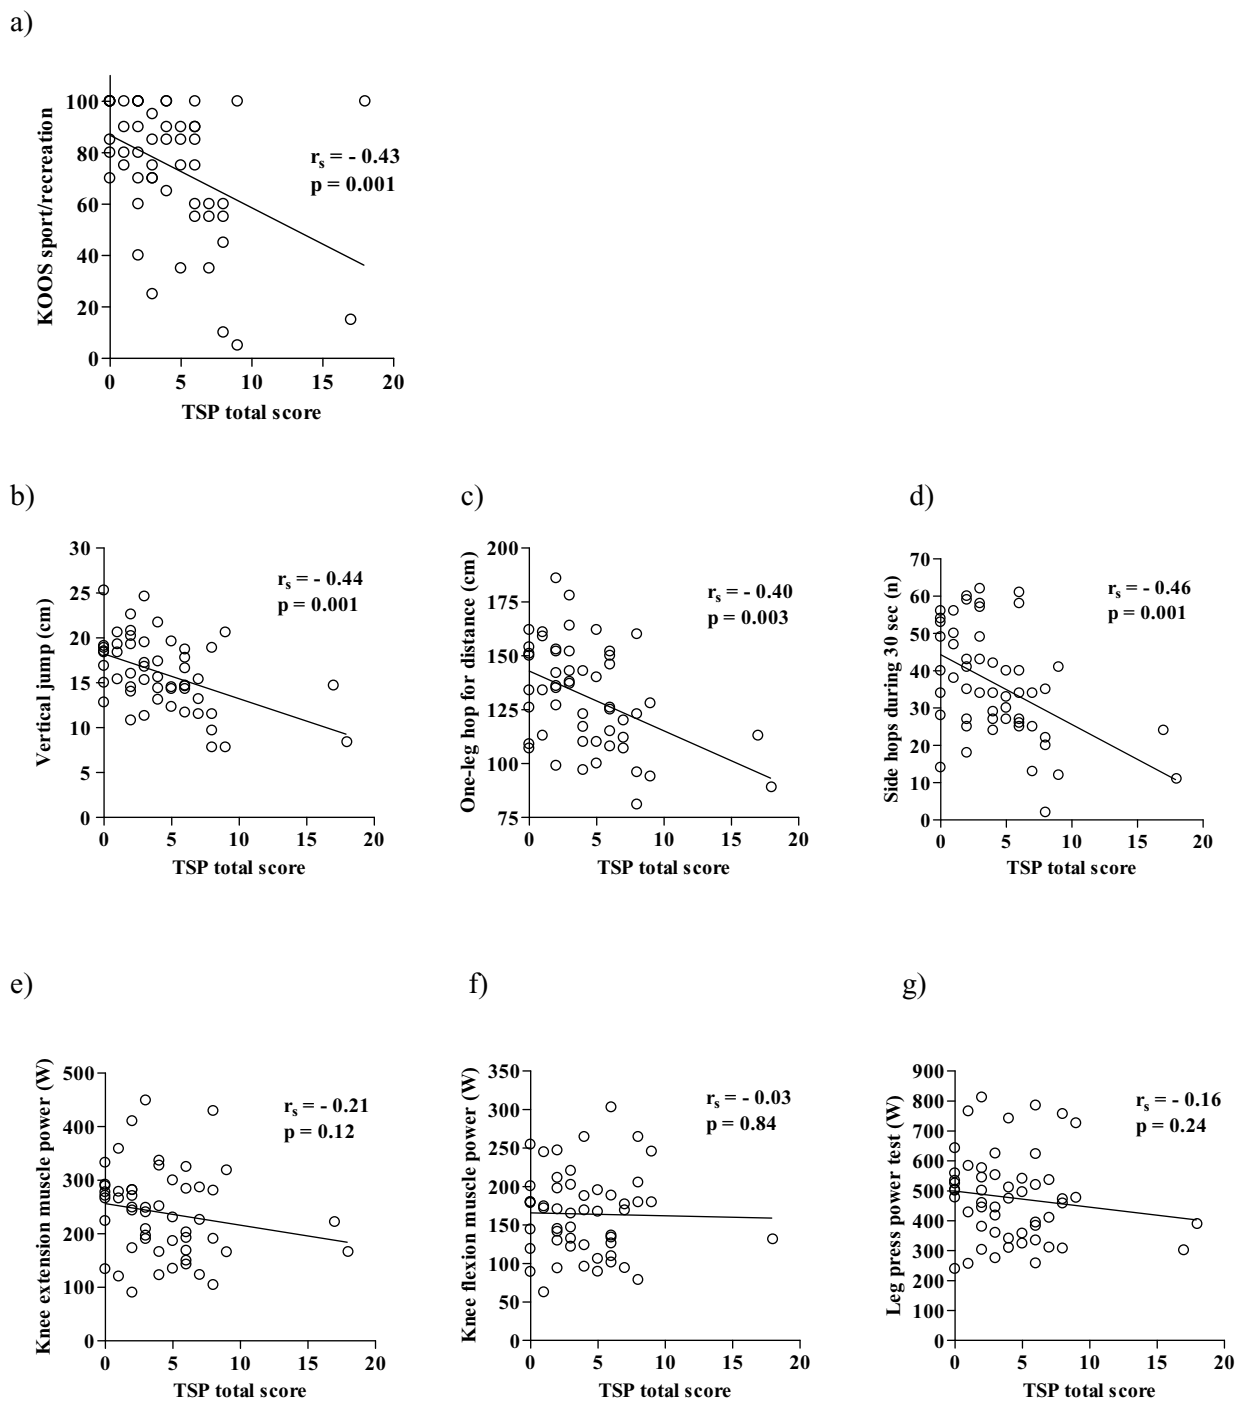 a)
100
80
60
40
20
0
KOOS sport/recreation
rs = - 0.43
p = 0.001
0 5 10 15 20
TSP total score
b)
30
25
20
15
10
5
0
Vertical jump (cm)
rs = - 0.44
p = 0.001
0 5 10 15 20
TSP total score
c)
200
175
150
125
100
75
One-leg hop for distance (cm)
rs = - 0.40
p = 0.003
0 5 10 15 20
TSP total score
d)
70
60
50
40
30
20
10
0
Side hops during 30 sec (n)
rs = - 0.46
p = 0.001
0 5 10 15 20
TSP total score
e)
500
400
300
200
100
0
Knee extension muscle power (W)
rs = - 0.21
p = 0.12
0 5 10 15 20
TSP total score
f)
350
300
250
200
150
100
50
0
Knee flexion muscle power (W)
rs = - 0.03
p = 0.84
0 5 10 15 20
TSP total score
g)
900
800
700
600
500
400
300
200
100
0
Leg press power test (W)
rs = - 0.16
p = 0.24
0 5 10 15 20
TSP total score